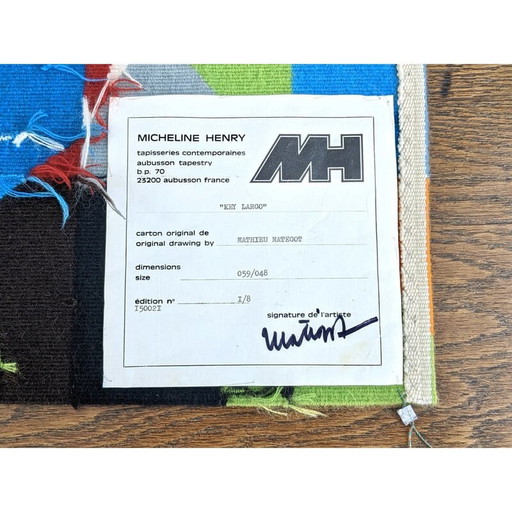 MICHELINE HENRY
MH
tapisseries contemporaines
aubusson tapestry
b p. 70
23200 aubusson france
"KEY LARGO"
carton original de
original drawing by MATHIEU MATEGOT
dimensions
size 059/048
édition n° I/8
I5002I
signature de l'artiste
Matégot